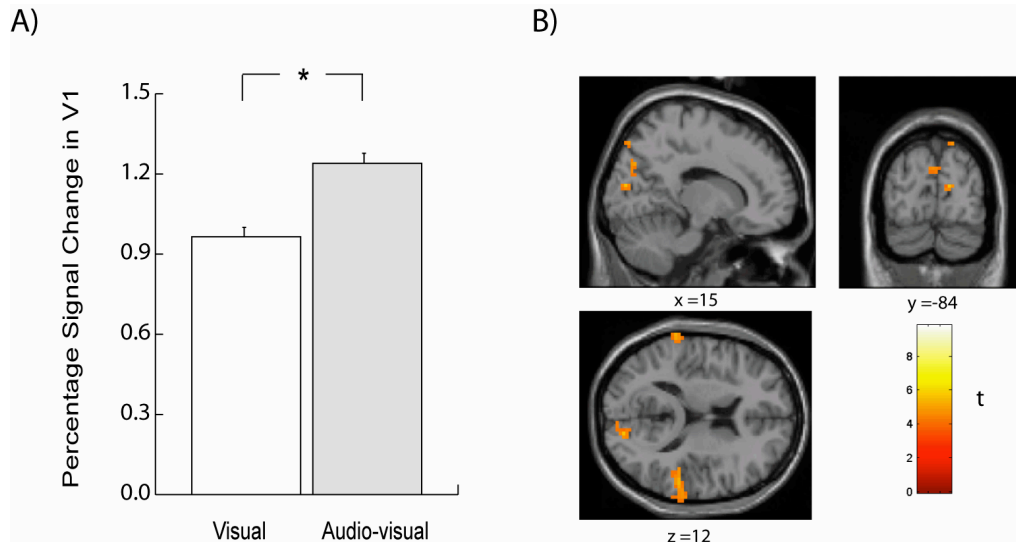 A)
Percentage Signal Change in V1
1.5
1.2
0.9
0.6
0.3
0.0
*
Visual
Audio-visual
B)
x =15
y =-84
z =12
8
6
4
2
0
t